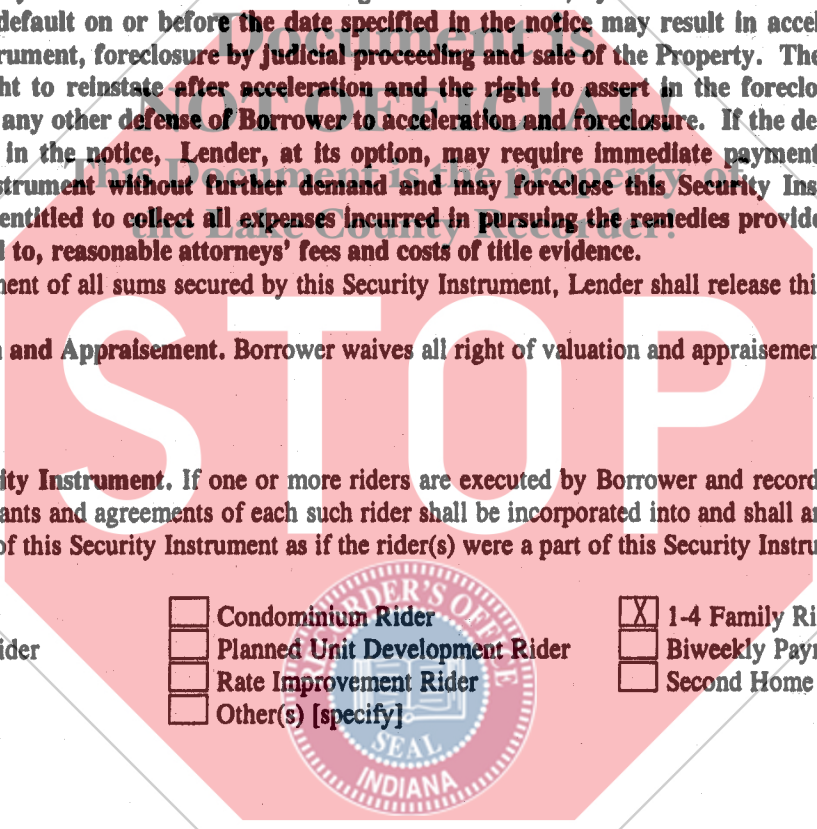 default on or before the date specified in the notice may result in accel
rument, foreclosure by judicial proceeding and sale of the Property. The
ht to reinstate after acceleration and the right to assert in the foreclo
any other defense of Borrower to acceleration and foreclosure. If the de
in the notice, Lender, at its option, may require immediate payment
strument without further demand and may foreclose this Security Ins
entitled to collect all expenses incurred in pursuing the remedies provide
to, reasonable attorneys' fees and costs of title evidence.
ment of all sums secured by this Security Instrument, Lender shall release thi
and Appraisement. Borrower waives all right of valuation and appraisemen
ity Instrument. If one or more riders are executed by Borrower and record
ants and agreements of each such rider shall be incorporated into and shall a
of this Security Instrument as if the rider(s) were a part of this Security Instru
Condominium Rider X 1-4 Family Ri
ider Planned Unit Development Rider Biweekly Payn
Rate Improvement Rider Second Home
Other(s) [specify]
Document is
NOT OFFICIAL!
This Document is the property of
the Lake County Recorder!
STOP
RECORDER'S OFFICE
SEAL
INDIANA